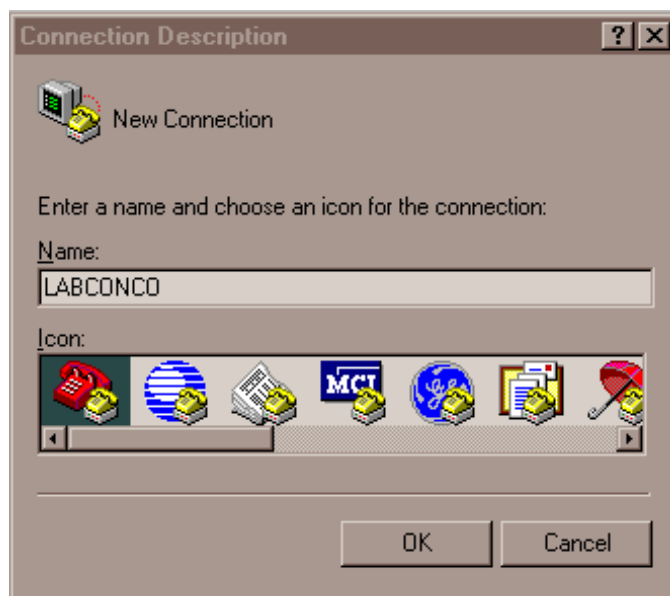 Connection Description
New Connection
Enter a name and choose an icon for the connection:
Name:
LABCONCO
Icon:
MCI
OK Cancel